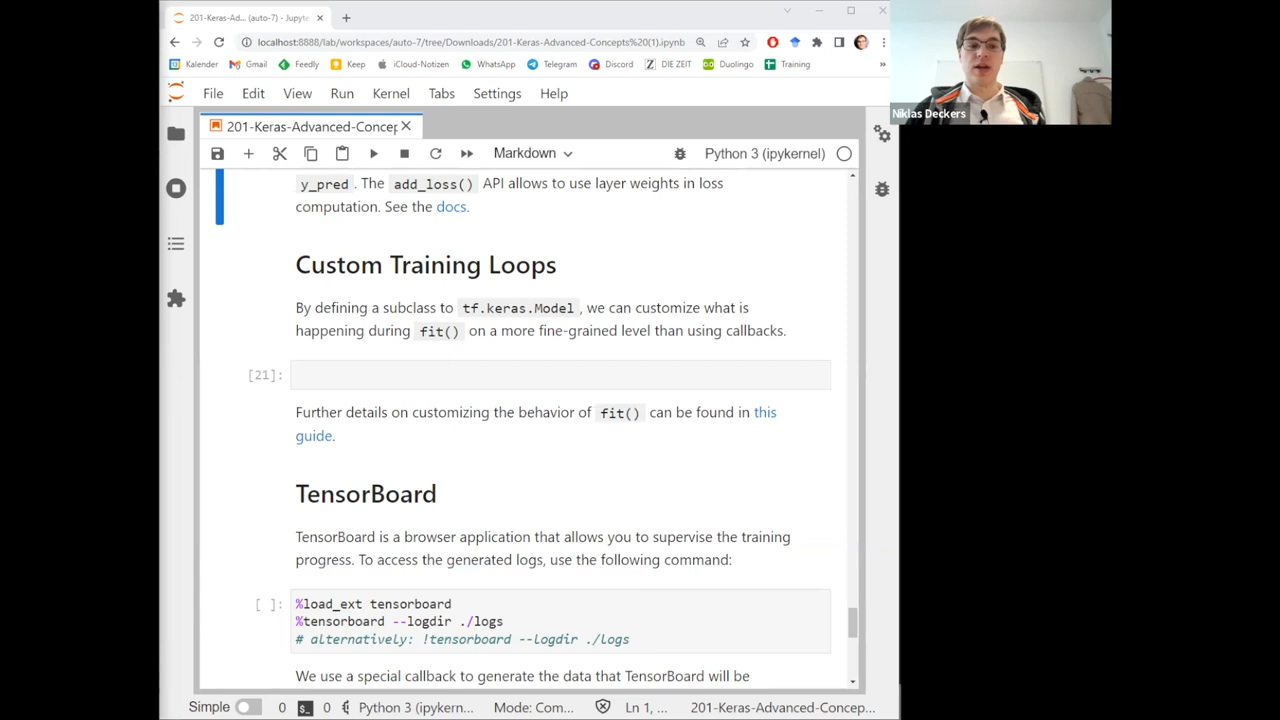 201-Keras-Ad... (auto-7) - Jupyte
localhost:8888/lab/workspaces/auto-7/tree/Downloads/201-Keras-Advanced-Concepts%20(1).ipynb
Kalender Gmail Feedly Keep iCloud-Notizen WhatsApp Telegram Discord DIE ZEIT Duolingo Training »
Niklas Deckers
File Edit View Run Kernel Tabs Settings Help
201-Keras-Advanced-Concep
Markdown Python 3 (ipykernel)
y_pred . The add_loss() API allows to use layer weights in loss
computation. See the docs.
Custom Training Loops
By defining a subclass to tf.keras.Model , we can customize what is
happening during fit() on a more fine-grained level than using callbacks.
[21]:
Further details on customizing the behavior of fit() can be found in this
guide.
TensorBoard
TensorBoard is a browser application that allows you to supervise the training
progress. To access the generated logs, use the following command:
[ ]: %load_ext tensorboard
%tensorboard --logdir ./logs
# alternatively: !tensorboard --logdir ./logs
We use a special callback to generate the data that TensorBoard will be
Simple 0 0 Python 3 (ipykern... Mode: Com... Ln 1, ... 201-Keras-Advanced-Concep...